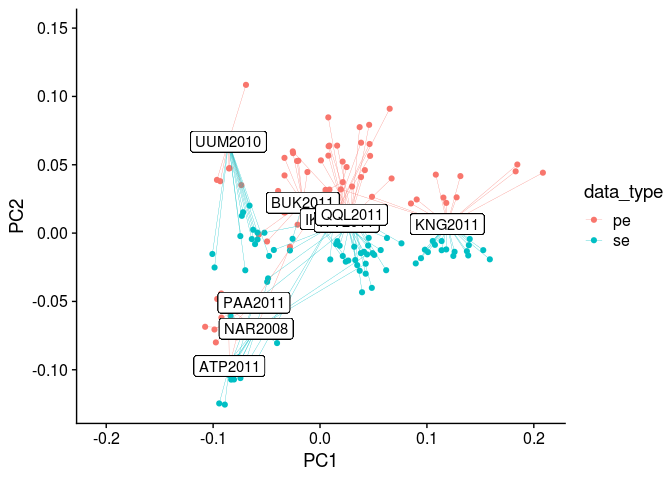 0.15
0.10
0.05
0.00
-0.05
-0.10
PC2
UUM2010
BUK2011
QQL2011
KNG2011
PAA2011
NAR2008
ATP2011
-0.2
-0.1
0.0
0.1
0.2
PC1
data_type
pe
se